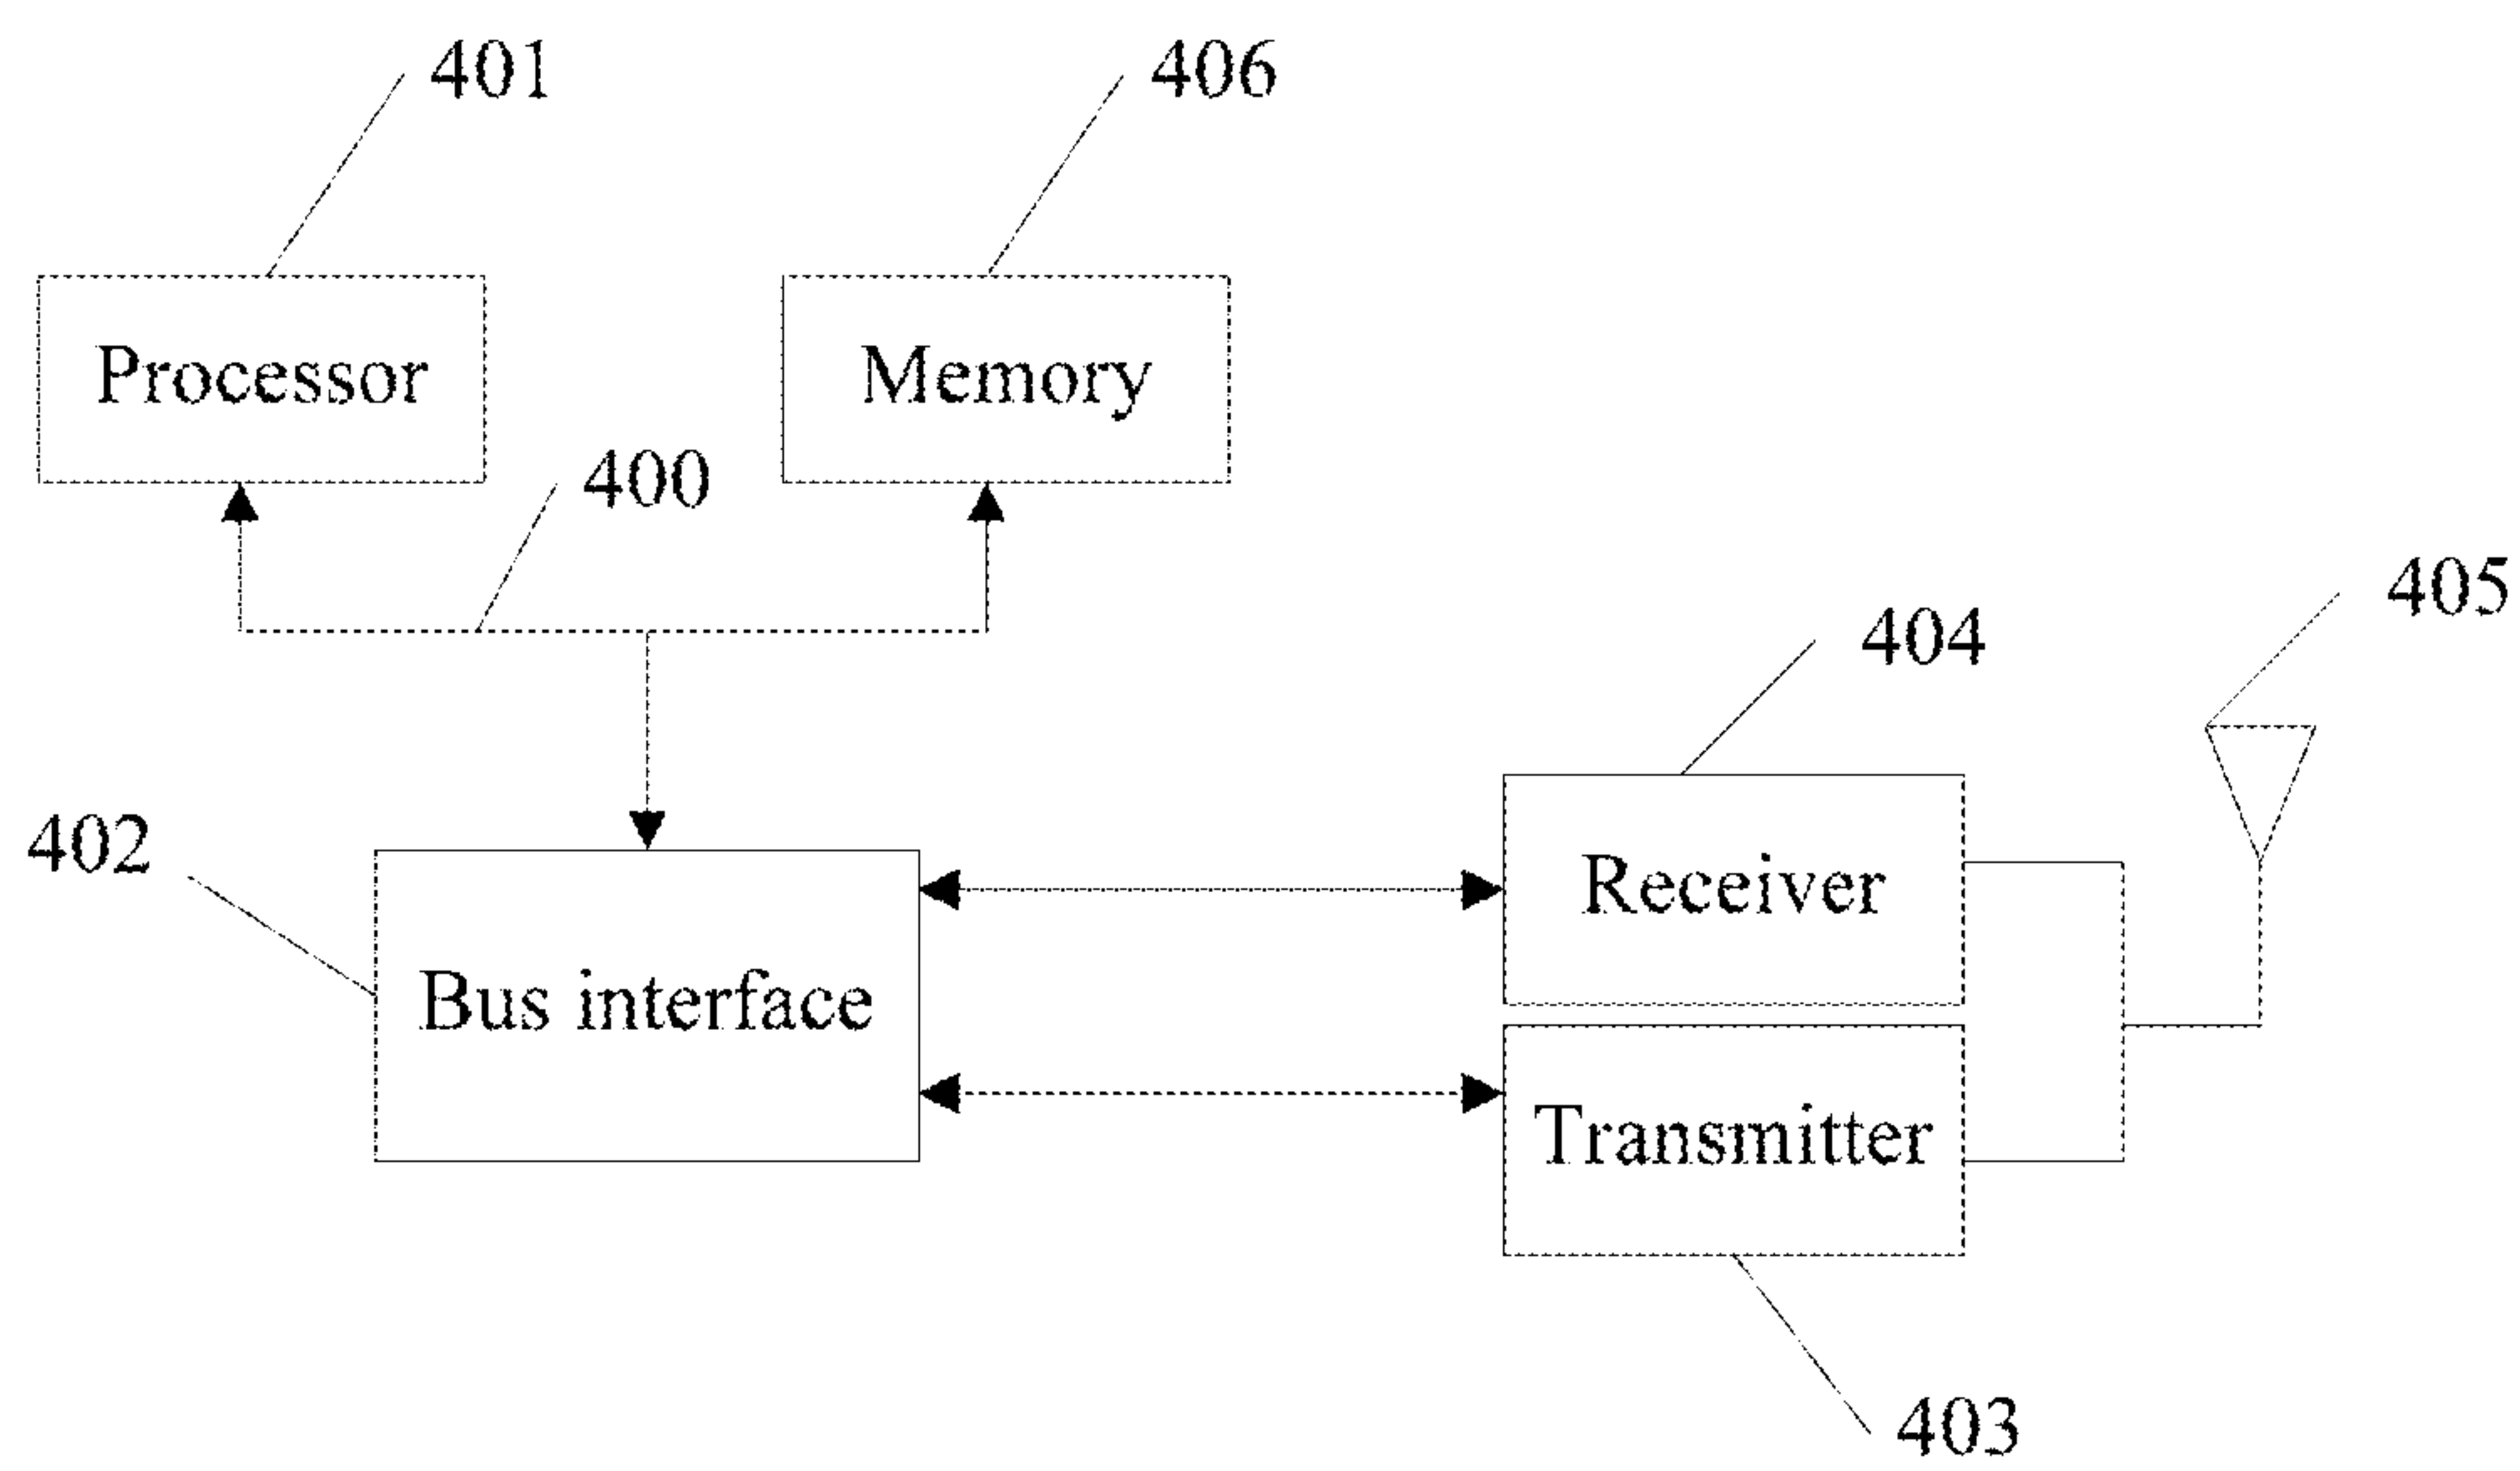 401
406
Processor
Memory
400
405
404
402
Receiver
Bus interface
Transmitter
403